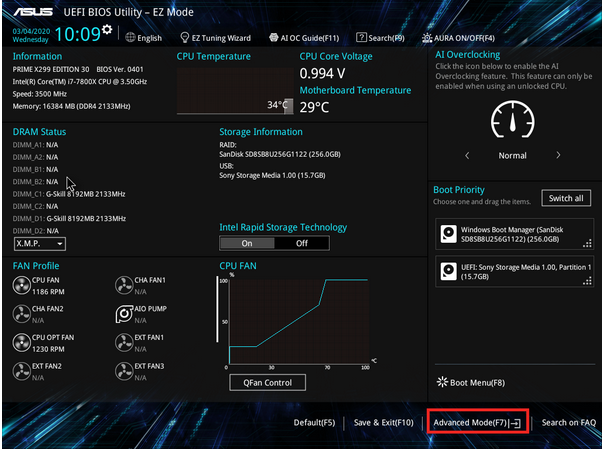 ASUS UEFI BIOS Utility – EZ Mode
03/04/2020
Wednesday
10:09
English
EZ Tuning Wizard
AI OC Guide(F11)
Search(F9)
AURA ON/OFF(F4)
Information
PRIME X299 EDITION 30 BIOS Ver. 0401
Intel(R) Core(TM) i7-7800X CPU @ 3.50GHz
Speed: 3500 MHz
Memory: 16384 MB (DDR4 2133MHz)
CPU Temperature
34°C
CPU Core Voltage
0.994 V
Motherboard Temperature
29°C
AI Overclocking
Click the icon below to enable the AI
Overclocking feature. This feature can only be
enabled when using an unlocked CPU.
Normal
DRAM Status
DIMM_A1: N/A
DIMM_A2: N/A
DIMM_B1: N/A
DIMM_B2: N/A
DIMM_C1: G-Skill 8192MB 2133MHz
DIMM_C2: N/A
DIMM_D1: G-Skill 8192MB 2133MHz
DIMM_D2: N/A
X.M.P.
Storage Information
RAID:
SanDisk SD8SB8U256G1122 (256.0GB)
USB:
Sony Storage Media 1.00 (15.7GB)
Intel Rapid Storage Technology
On
Off
Boot Priority
Choose one and drag the items.
Switch all
Windows Boot Manager (SanDisk
SD8SB8U256G1122) (256.0GB)
UEFI: Sony Storage Media 1.00, Partition 1
(15.7GB)
Boot Menu(F8)
FAN Profile
CPU FAN
1186 RPM
CHA FAN1
N/A
CHA FAN2
N/A
AIO PUMP
N/A
CPU OPT FAN
1230 RPM
EXT FAN1
N/A
EXT FAN2
N/A
EXT FAN3
N/A
CPU FAN
%
100
50
0
30
70
100
°C
QFan Control
Default(F5)
Save & Exit(F10)
Advanced Mode(F7)
Search on FAQ